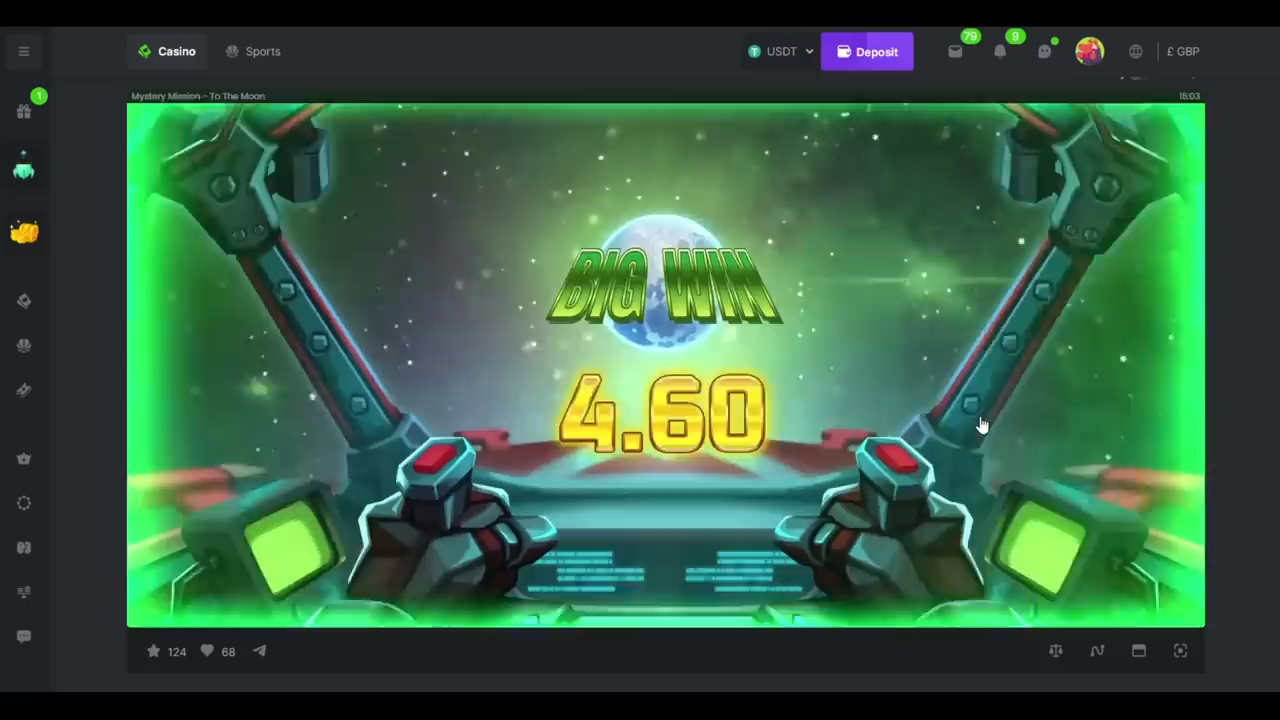 Casino
Sports
USDT
Deposit
79
9
£ GBP
1
Mystery Mission - To The Moon
15:03
BIG WIN
4.60
124
68